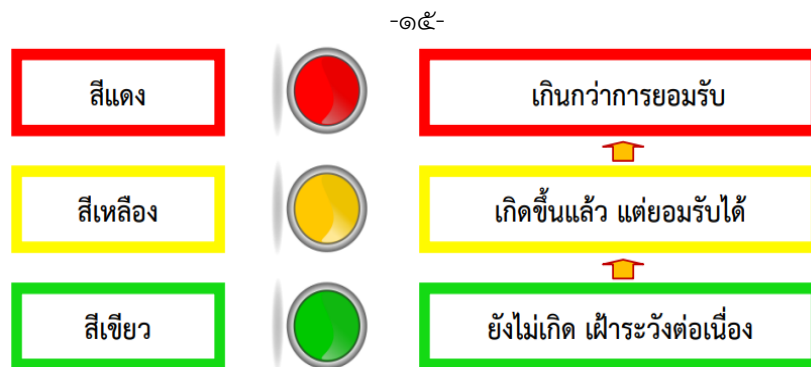 -๑๕-
สีแดง เกินกว่าการยอมรับ
สีเหลือง เกิดขึ้นแล้ว แต่ยอมรับได้
สีเขียว ยังไม่เกิด เฝ้าระวังต่อเนื่อง